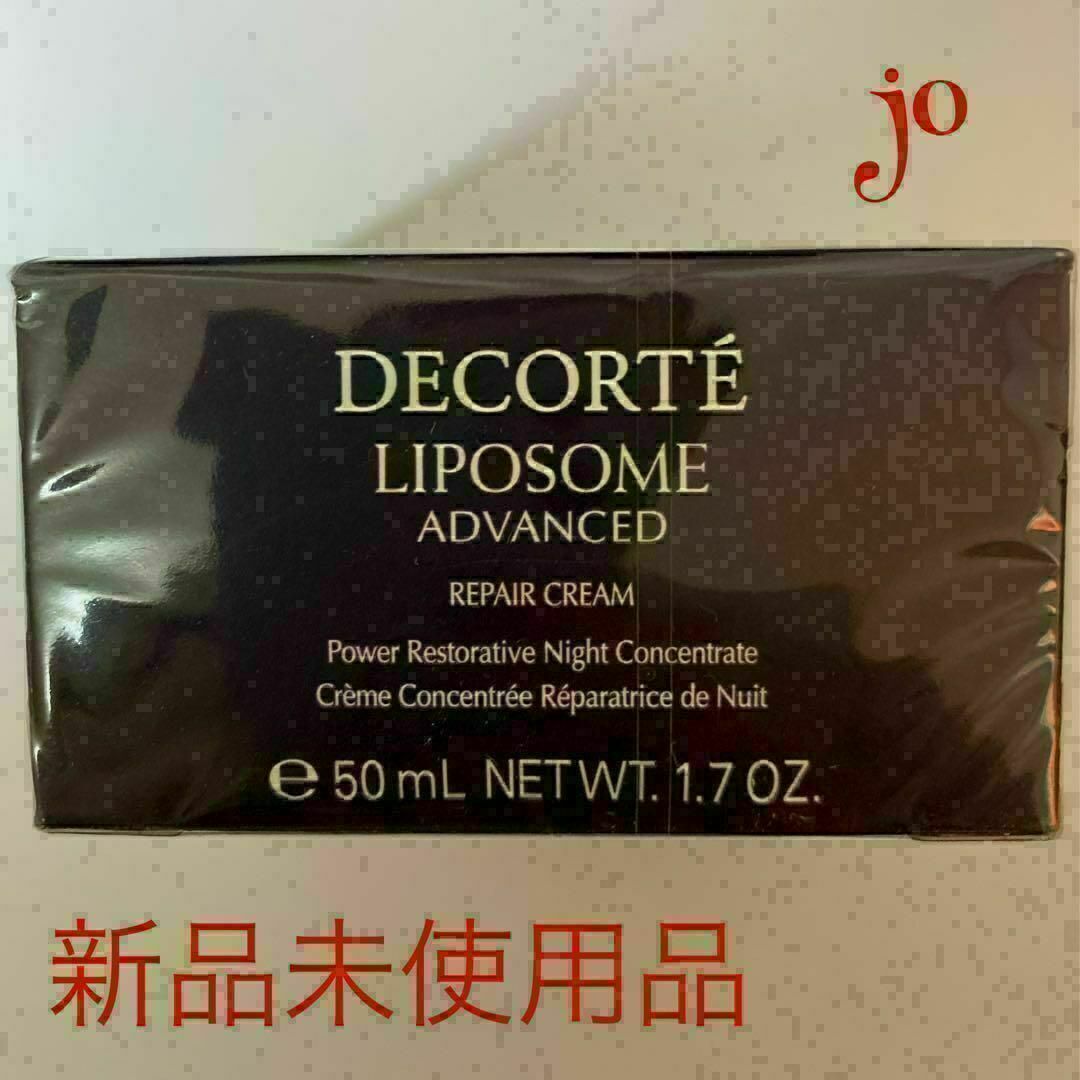 jo
DECORTÉ
LIPOSOME
ADVANCED
REPAIR CREAM
Power Restorative Night Concentrate
Crème Concentrée Réparatrice de Nuit
℮ 50 mL NET WT. 1.7 OZ.
新品未使用品